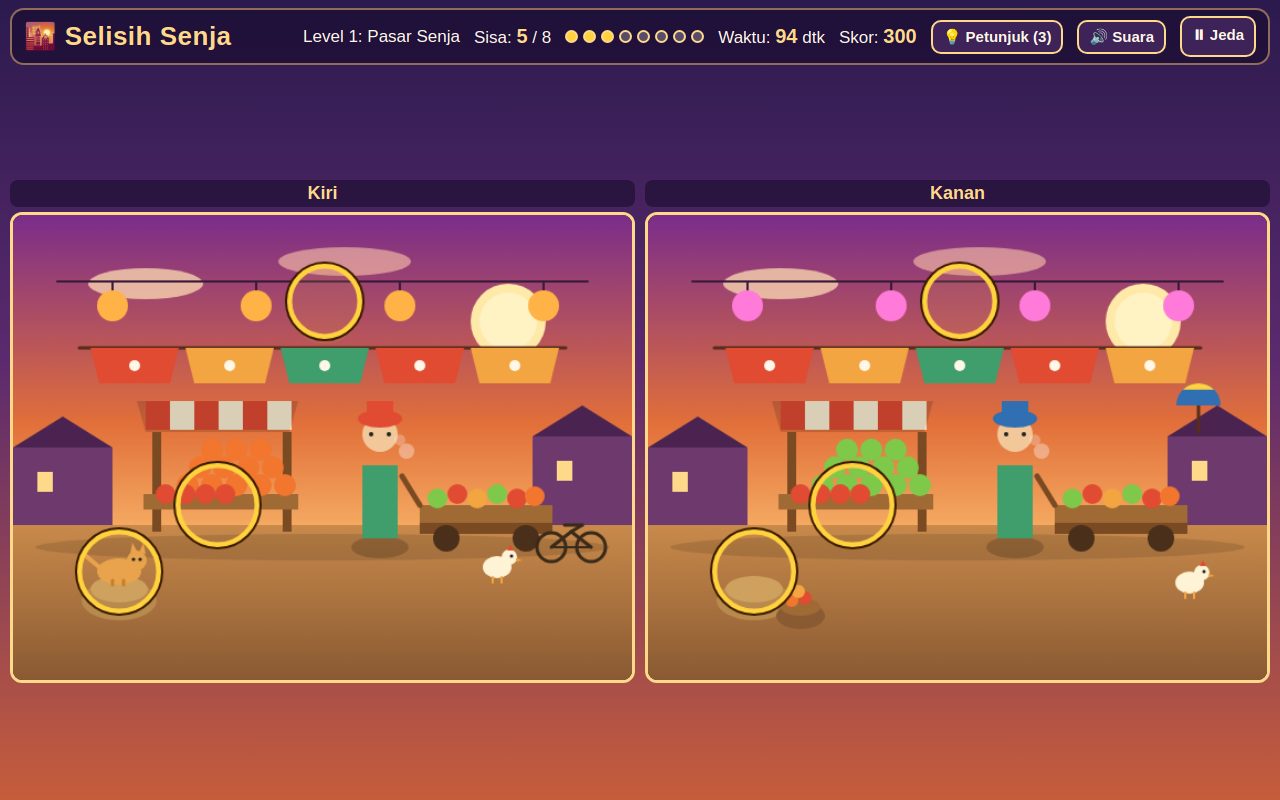 Selisih Senja
Level 1: Pasar Senja
Sisa: 5 / 8
Waktu: 94 dtk
Skor: 300
💡 Petunjuk (3)
🔊 Suara
⏸ Jeda
Kiri
Kanan